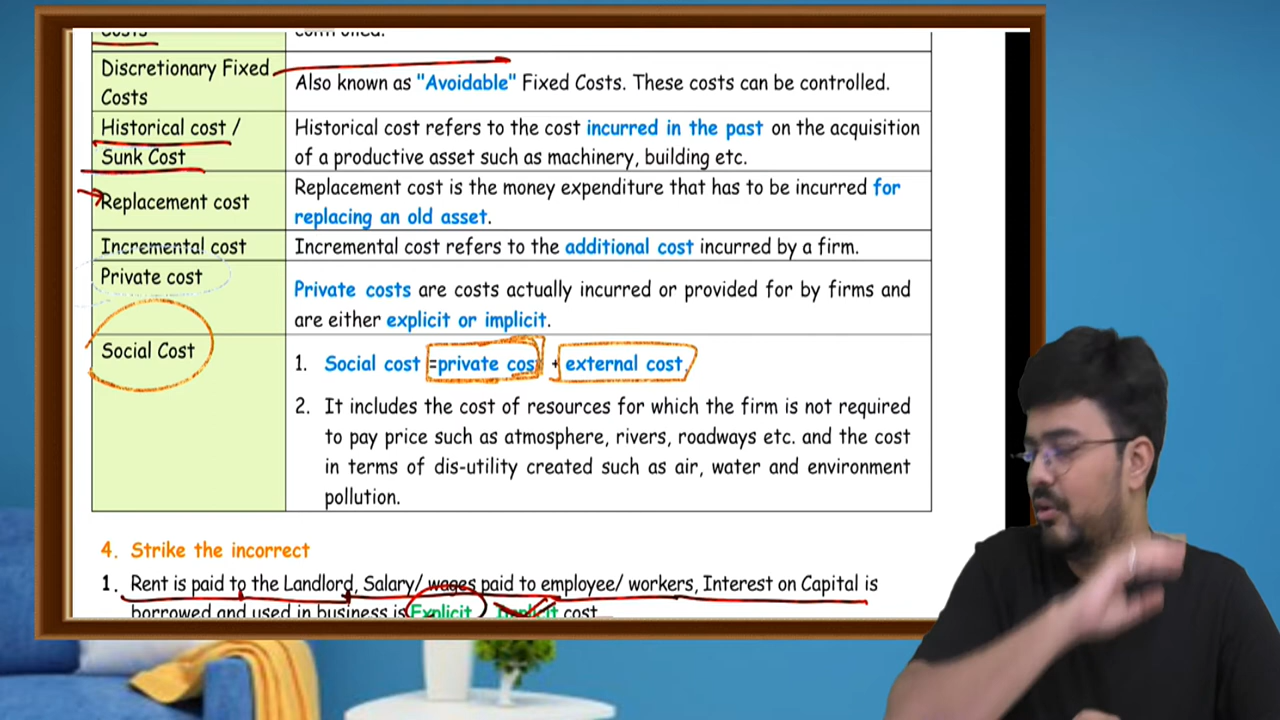 Costs
controlled.
Discretionary Fixed
Costs
Also known as "Avoidable" Fixed Costs. These costs can be controlled.
Historical cost /
Sunk Cost
Historical cost refers to the cost incurred in the past on the acquisition
of a productive asset such as machinery, building etc.
Replacement cost
Replacement cost is the money expenditure that has to be incurred for
replacing an old asset.
Incremental cost
Incremental cost refers to the additional cost incurred by a firm.
Private cost
Private costs are costs actually incurred or provided for by firms and
are either explicit or implicit.
Social Cost
1. Social cost =private cost + external cost.
2. It includes the cost of resources for which the firm is not required
to pay price such as atmosphere, rivers, roadways etc. and the cost
in terms of dis-utility created such as air, water and environment
pollution.
4. Strike the incorrect
1. Rent is paid to the Landlord, Salary/ wages paid to employee/ workers, Interest on Capital is
borrowed and used in business is Explicit / Implicit cost